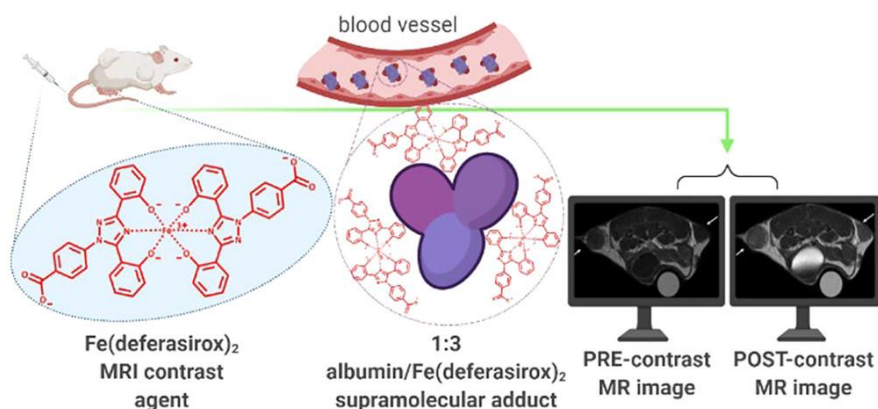 blood vessel
Fe(deferasirox)₂
MRI contrast
agent
1:3
albumin/Fe(deferasirox)₂
supramolecular adduct
PRE-contrast
MR image
POST-contrast
MR image